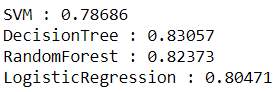 SVM : 0.78686
DecisionTree : 0.83057
RandomForest : 0.82373
LogisticRegression : 0.80471